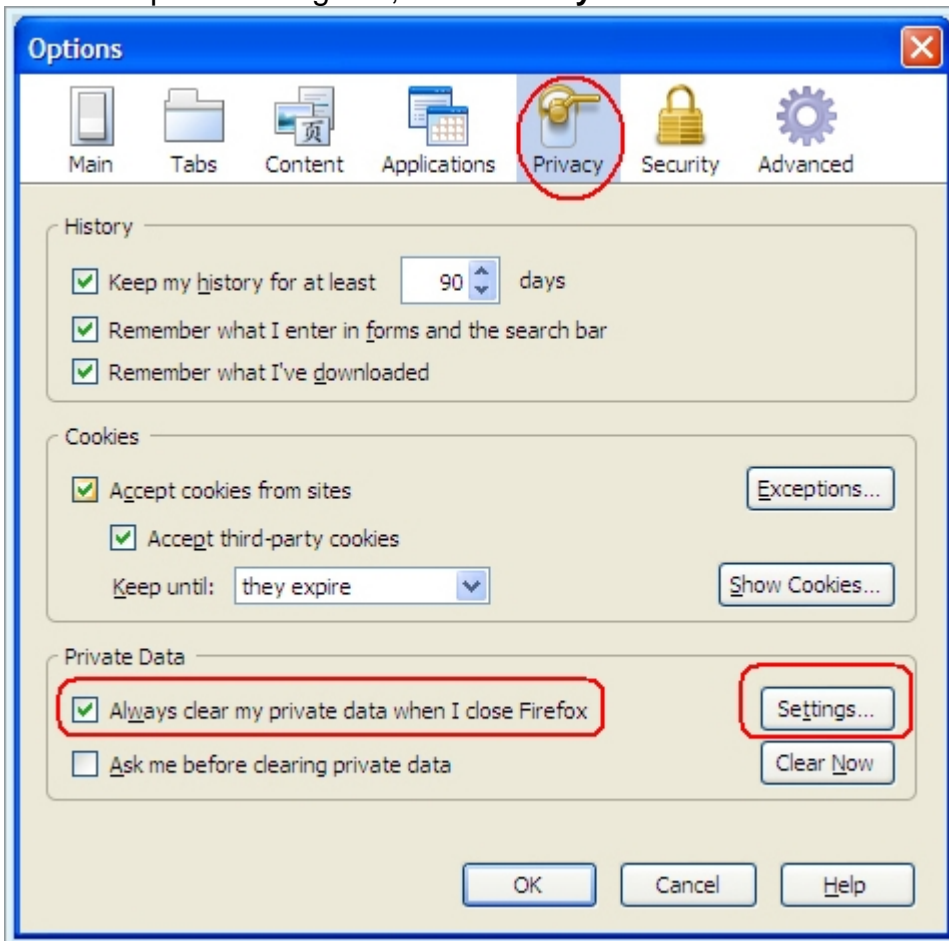 Options
Main Tabs Content Applications Privacy Security Advanced
页
History
Keep my history for at least 90 days
Remember what I enter in forms and the search bar
Remember what I've downloaded
Cookies
Accept cookies from sites Exceptions...
Accept third-party cookies
Keep until: they expire Show Cookies...
Private Data
Always clear my private data when I close Firefox Settings...
Ask me before clearing private data Clear Now
OK Cancel Help